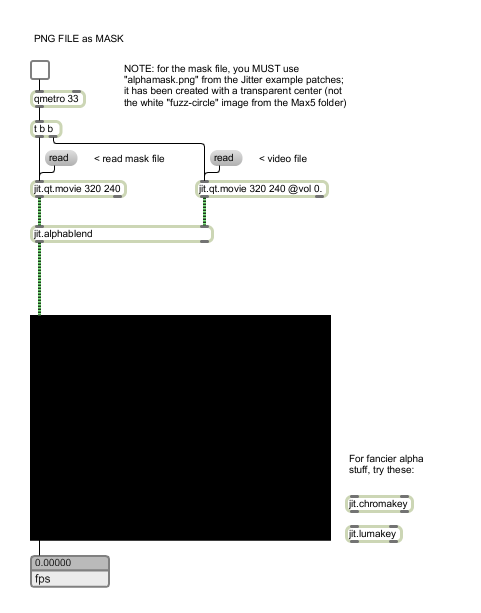 PNG FILE as MASK
NOTE: for the mask file, you MUST use
"alphamask.png" from the Jitter example patches;
it has been created with a transparent center (not
the white "fuzz-circle" image from the Max5 folder)
qmetro 33
t b b
read
< read mask file
read
< video file
jit.qt.movie 320 240
jit.qt.movie 320 240 @vol 0.
jit.alphablend
For fancier alpha
stuff, try these:
jit.chromakey
jit.lumakey
0.00000
fps